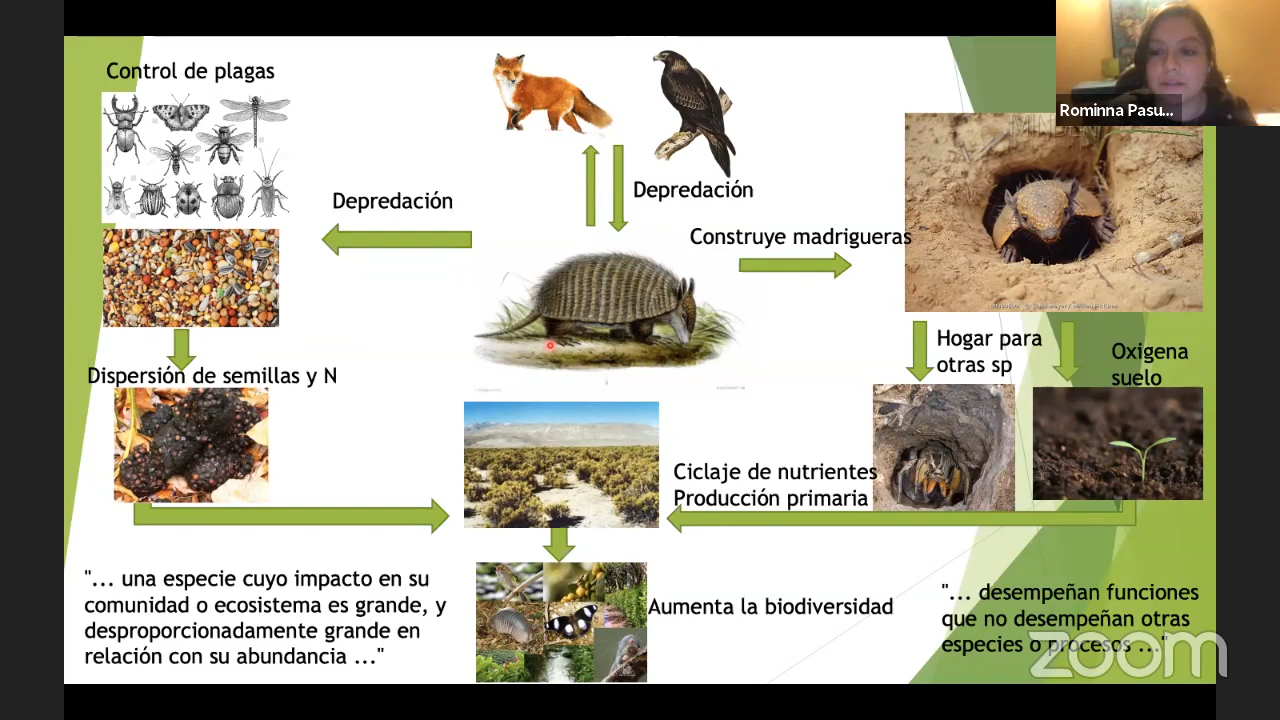 Control de plagas
Rominna Pasu...
Depredación
Depredación
Construye madrigueras
Hogar para
otras sp
Oxigena
suelo
Dispersión de semillas y N
Ciclaje de nutrientes
Producción primaria
"... una especie cuyo impacto en su
comunidad o ecosistema es grande, y
desproporcionadamente grande en
relación con su abundancia ..."
Aumenta la biodiversidad
"... desempeñan funciones
que no desempeñan otras
especies o procesos ..."
zoom